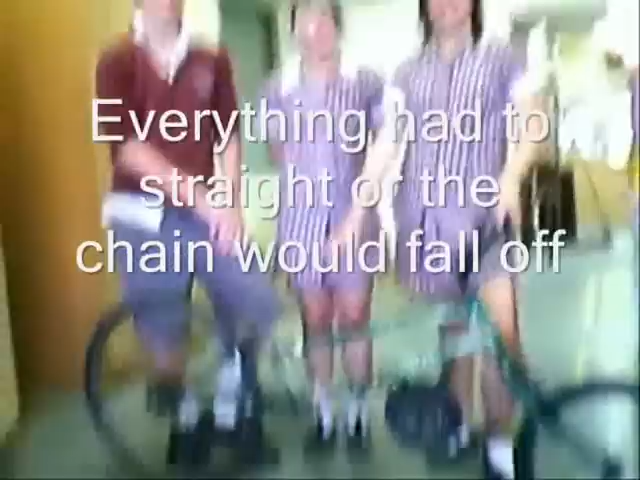 Everything had to
straight or the
chain would fall off